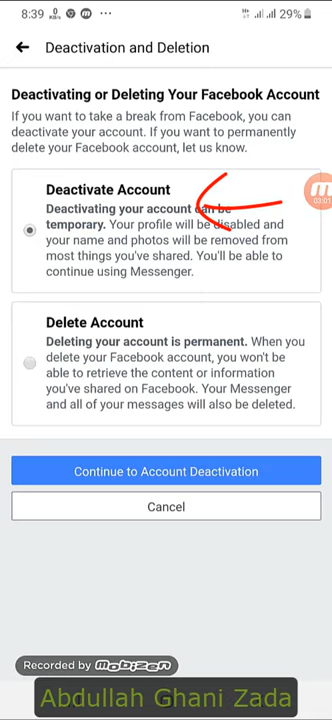 8:39 29%
Deactivation and Deletion
Deactivating or Deleting Your Facebook Account
If you want to take a break from Facebook, you can
deactivate your account. If you want to permanently
delete your Facebook account, let us know.
Deactivate Account
Deactivating your account can be
temporary. Your profile will be disabled and
your name and photos will be removed from
most things you've shared. You'll be able to
continue using Messenger.
03:01
Delete Account
Deleting your account is permanent. When you
delete your Facebook account, you won't be
able to retrieve the content or information
you've shared on Facebook. Your Messenger
and all of your messages will also be deleted.
Continue to Account Deactivation
Cancel
Recorded by mobizen
Abdullah Ghani Zada